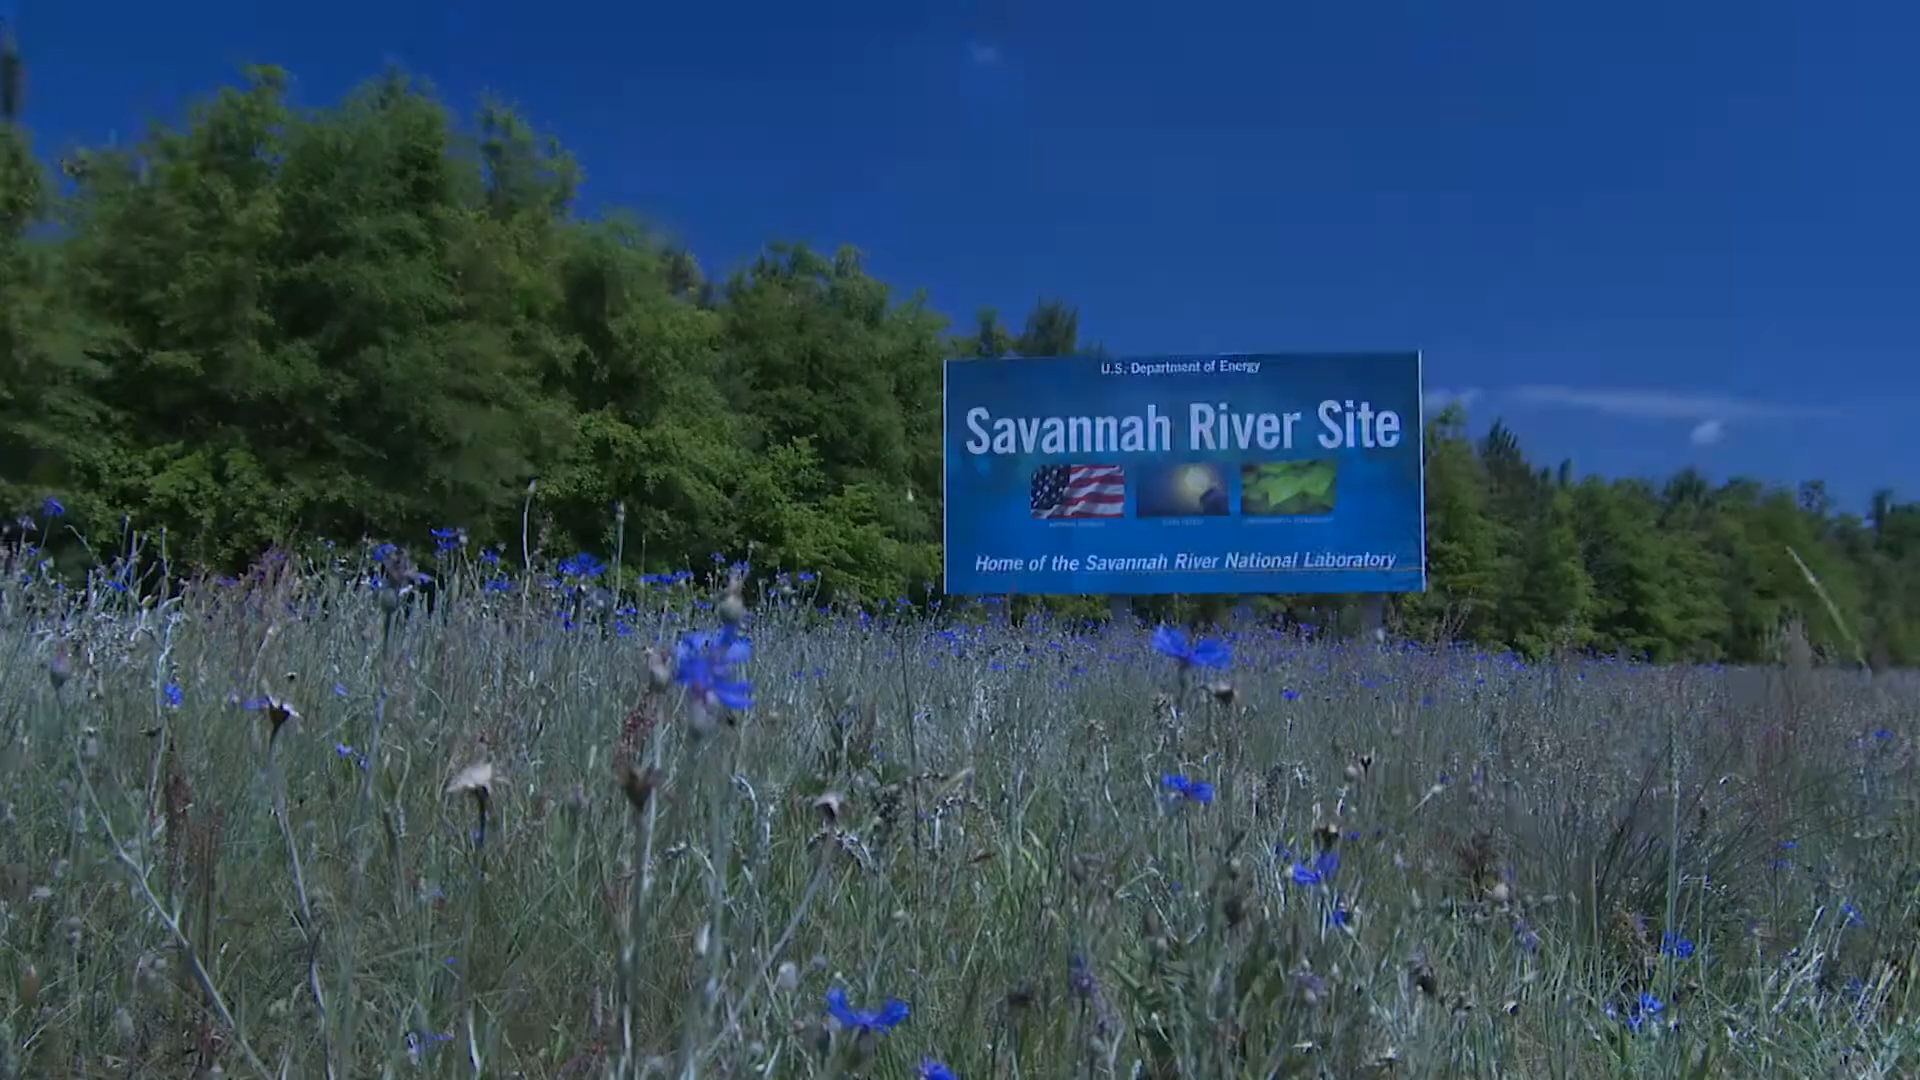 U.S. Department of Energy
Savannah River Site
Home of the Savannah River National Laboratory